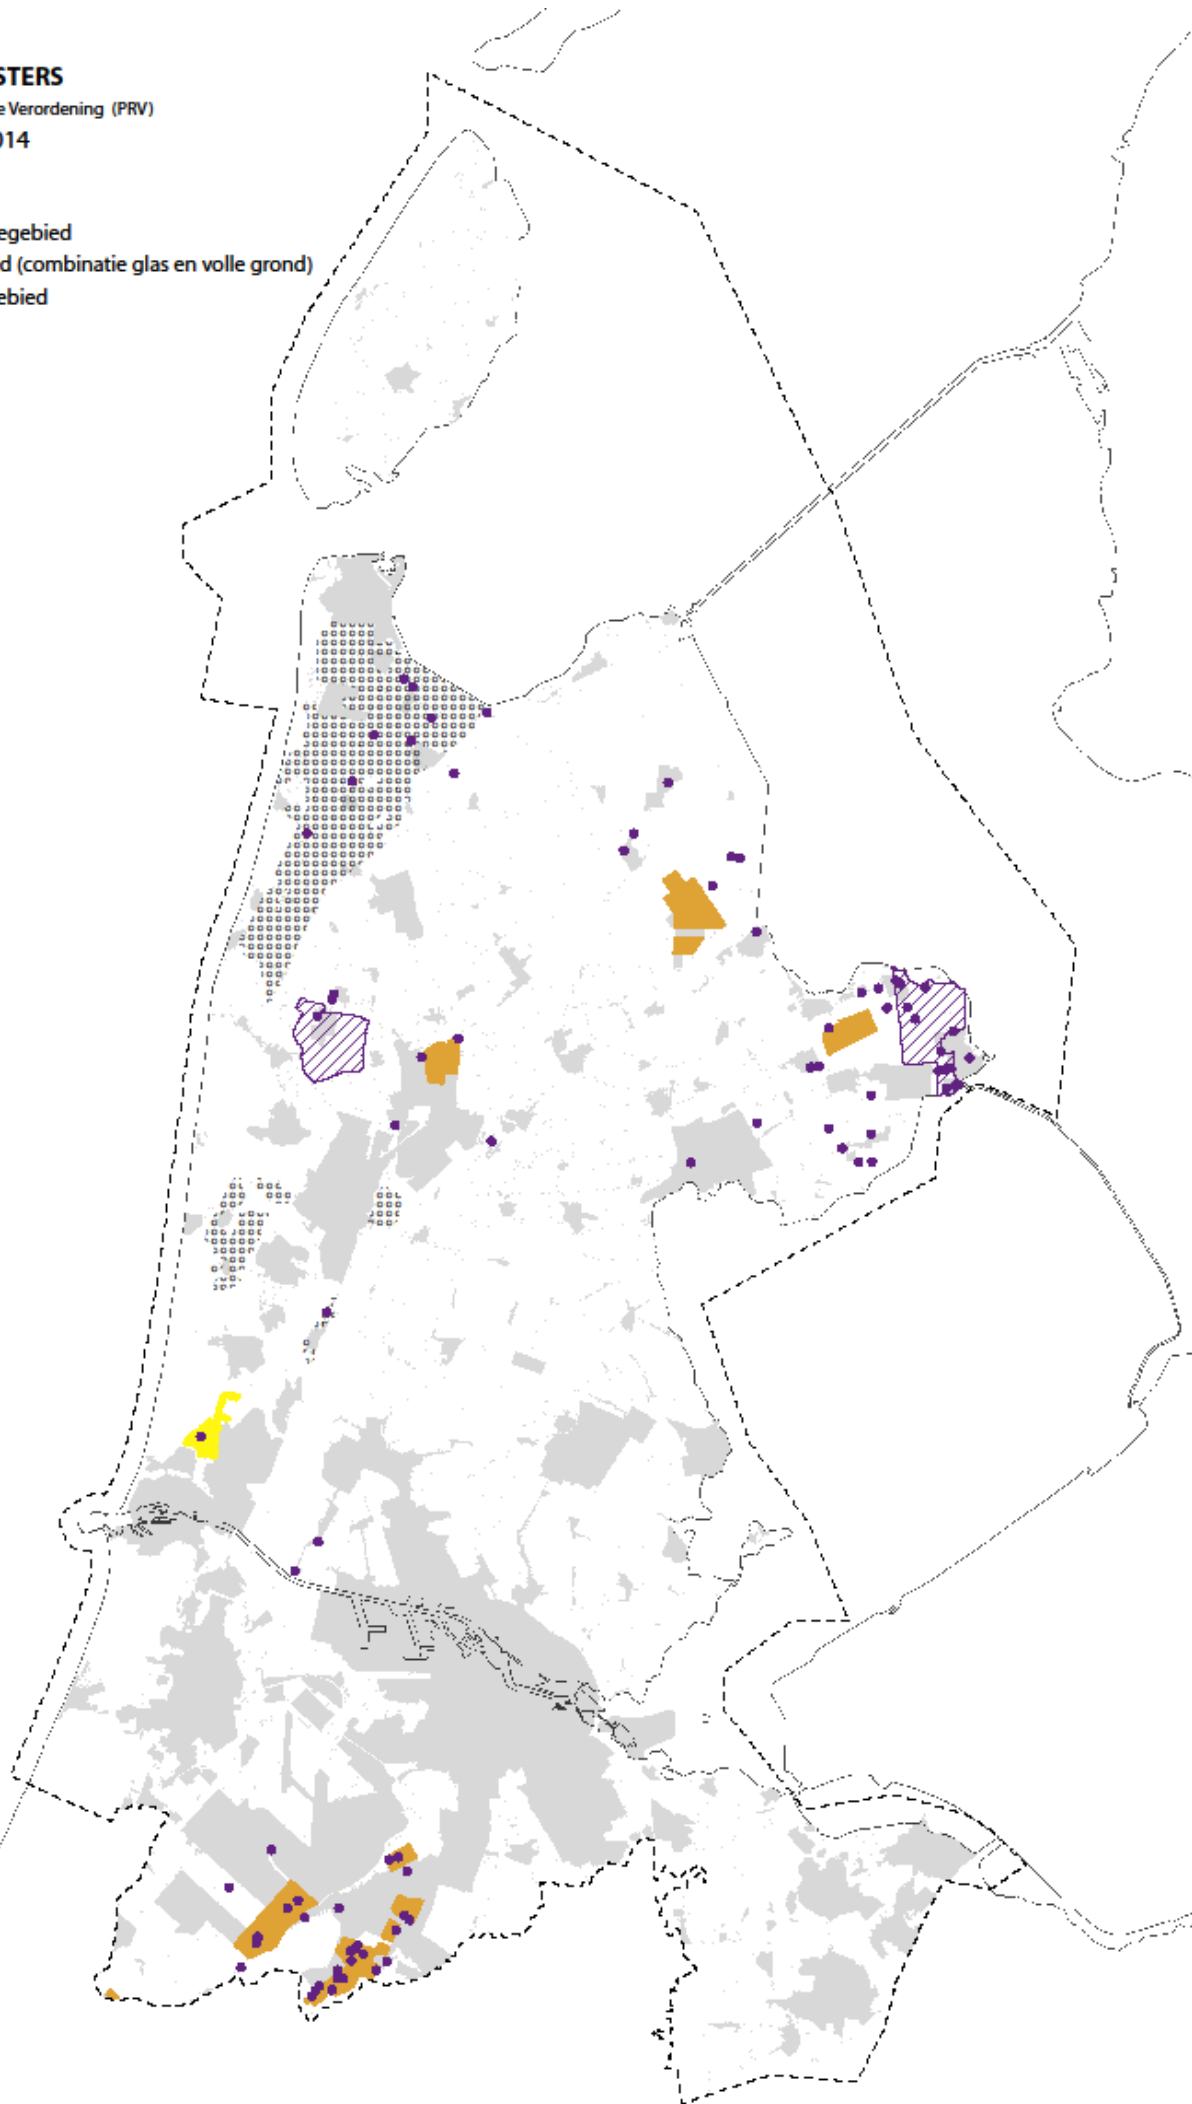 STERS
e Verordening (PRV)
014
egebied
d (combinatie glas en volle grond)
ebied